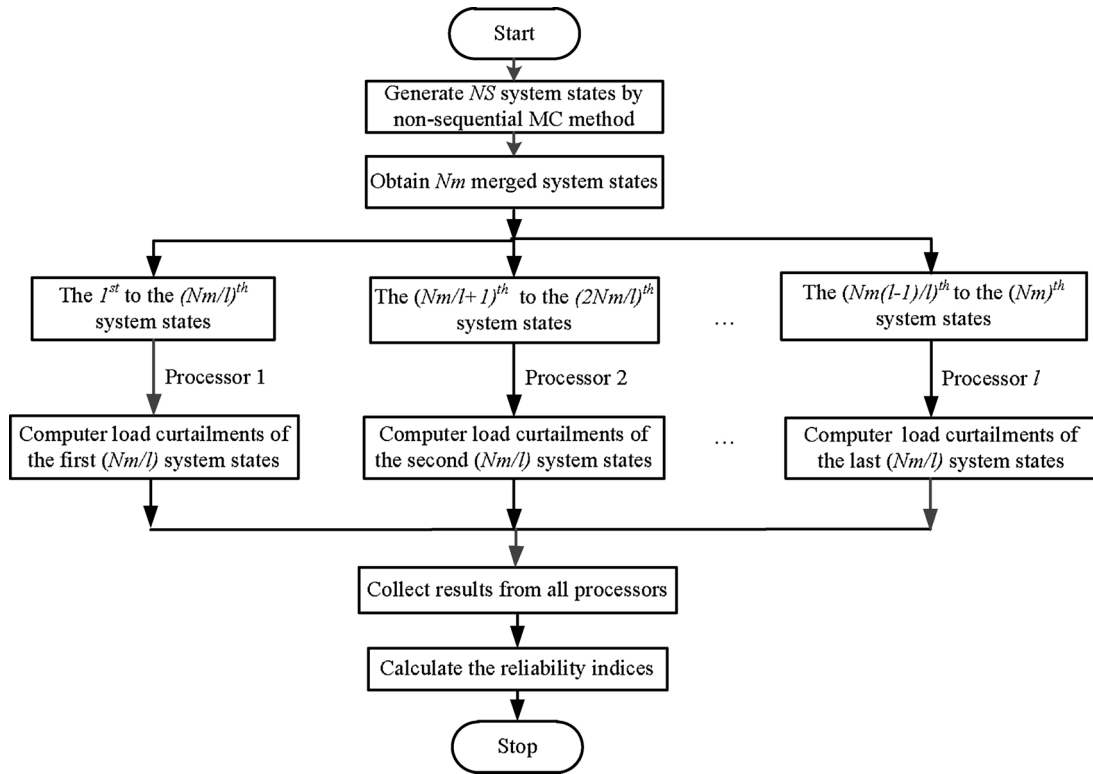 Start
Generate NS system states by
non-sequential MC method
Obtain Nm merged system states
The 1st to the (Nm/l)th
system states
The (Nm/l+1)th to the (2Nm/l)th
system states
...
The (Nm(l-1)/l)th to the (Nm)th
system states
Processor 1
Processor 2
Processor l
Computer load curtailments of
the first (Nm/l) system states
Computer load curtailments of
the second (Nm/l) system states
...
Computer load curtailments of
the last (Nm/l) system states
Collect results from all processors
Calculate the reliability indices
Stop